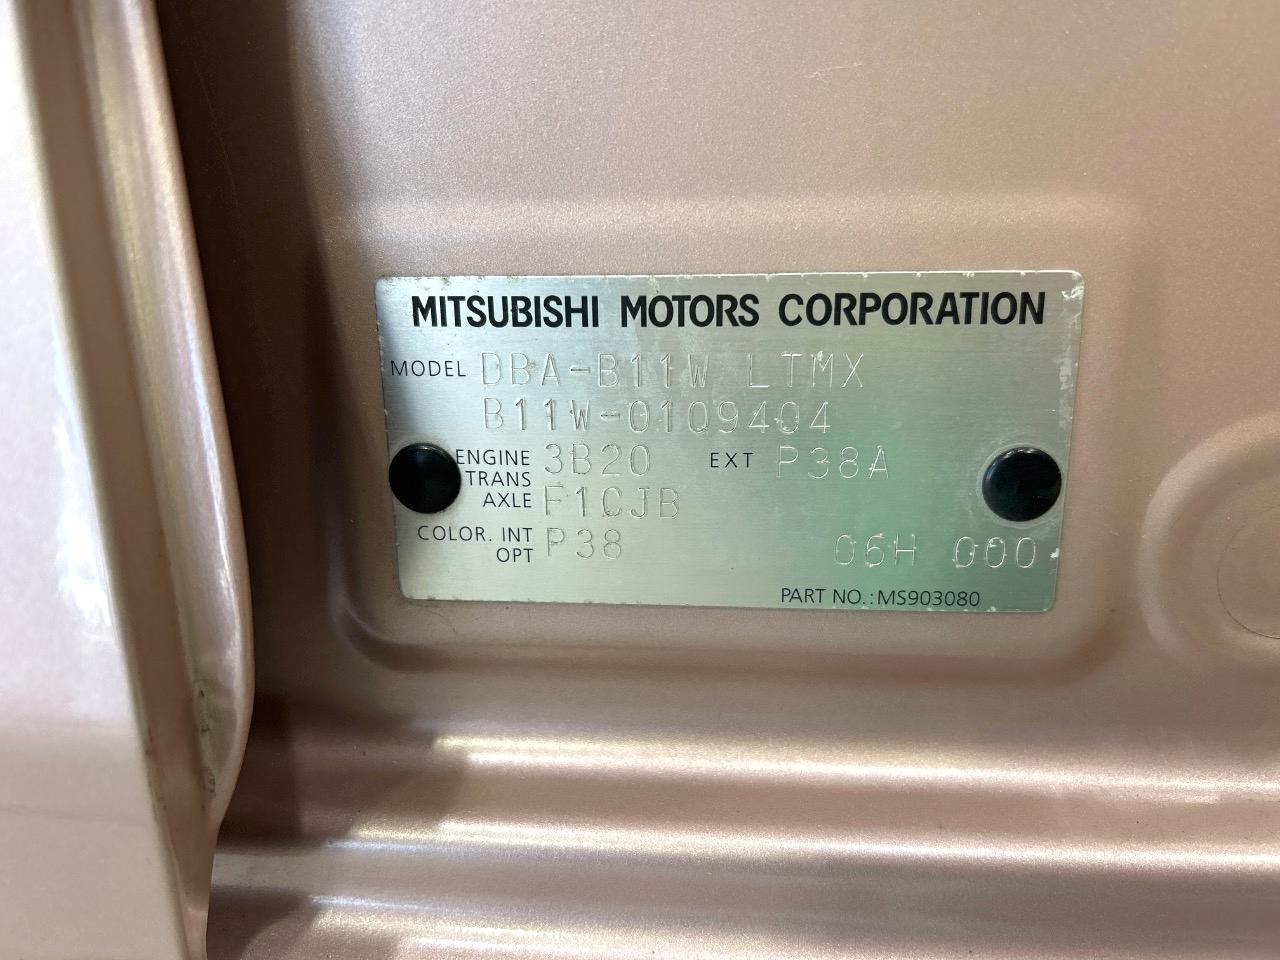 MITSUBISHI MOTORS CORPORATION
MODEL DBA-B11W LTMX
B11W-0109404
ENGINE 3B20 EXT P38A
TRANS
AXLE F1CJB
COLOR. INT
OPT P38 06H 000
PART NO.:MS903080